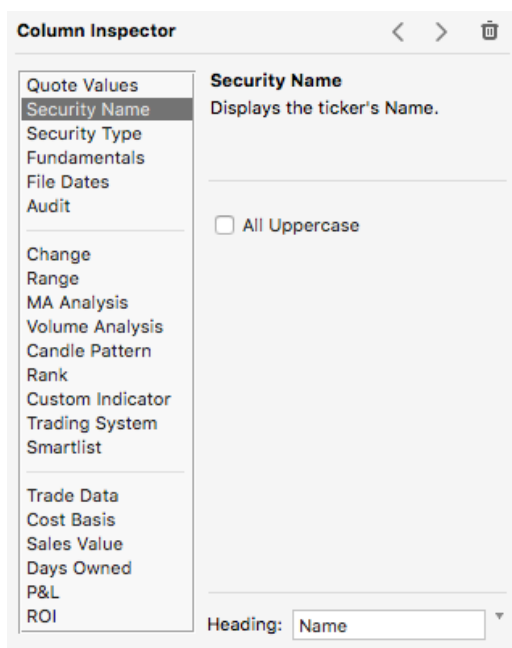 Column Inspector
Quote Values
Security Name
Security Type
Fundamentals
File Dates
Audit
Change
Range
MA Analysis
Volume Analysis
Candle Pattern
Rank
Custom Indicator
Trading System
Smartlist
Trade Data
Cost Basis
Sales Value
Days Owned
P&L
ROI
Security Name
Displays the ticker's Name.
All Uppercase
Heading: Name